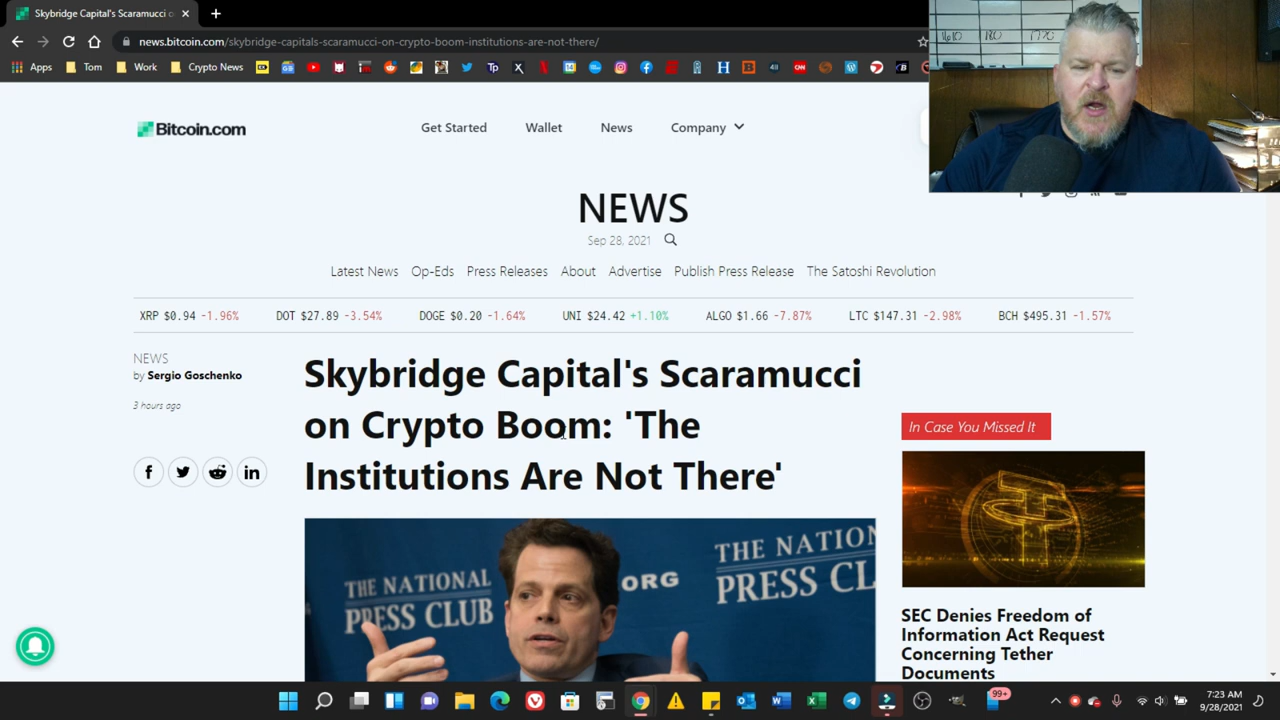 Skybridge Capital's Scaramucci o
news.bitcoin.com/skybridge-capitals-scaramucci-on-crypto-boom-institutions-are-not-there/
Apps Tom Work Crypto News
1610 180 1790
Bitcoin.com
Get Started Wallet News Company
NEWS
Sep 28, 2021
Latest News Op-Eds Press Releases About Advertise Publish Press Release The Satoshi Revolution
XRP $0.94 -1.96% DOT $27.89 -3.54% DOGE $0.20 -1.64% UNI $24.42 +1.10% ALGO $1.66 -7.87% LTC $147.31 -2.98% BCH $495.31 -1.57%
NEWS
by Sergio Goschenko
3 hours ago
Skybridge Capital's Scaramucci
on Crypto Boom: 'The
Institutions Are Not There'
THE NATIONAL
PRESS CLUB
.ORG
THE NATION
PRESS CL
In Case You Missed It
SEC Denies Freedom of
Information Act Request
Concerning Tether
Documents
99+
7:23 AM
9/28/2021